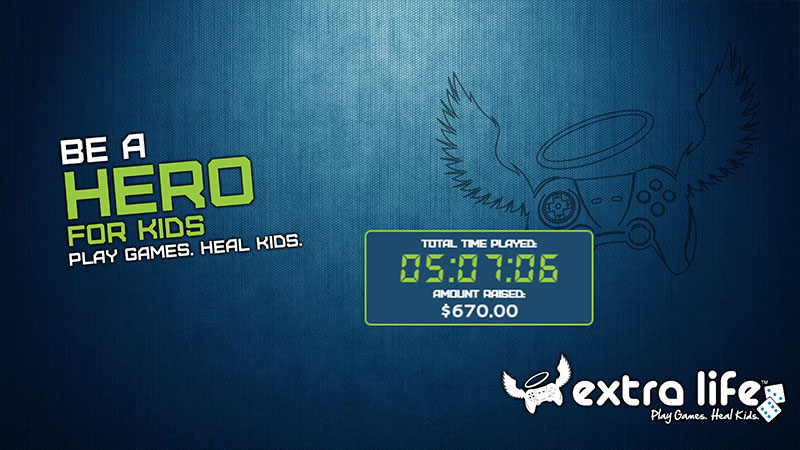 BE A
HERO
FOR KIDS
PLAY GAMES. HEAL KIDS.
TOTAL TIME PLAYED:
05:07:06
AMOUNT RAISED:
$670.00
extra life™
Play Games. Heal Kids.